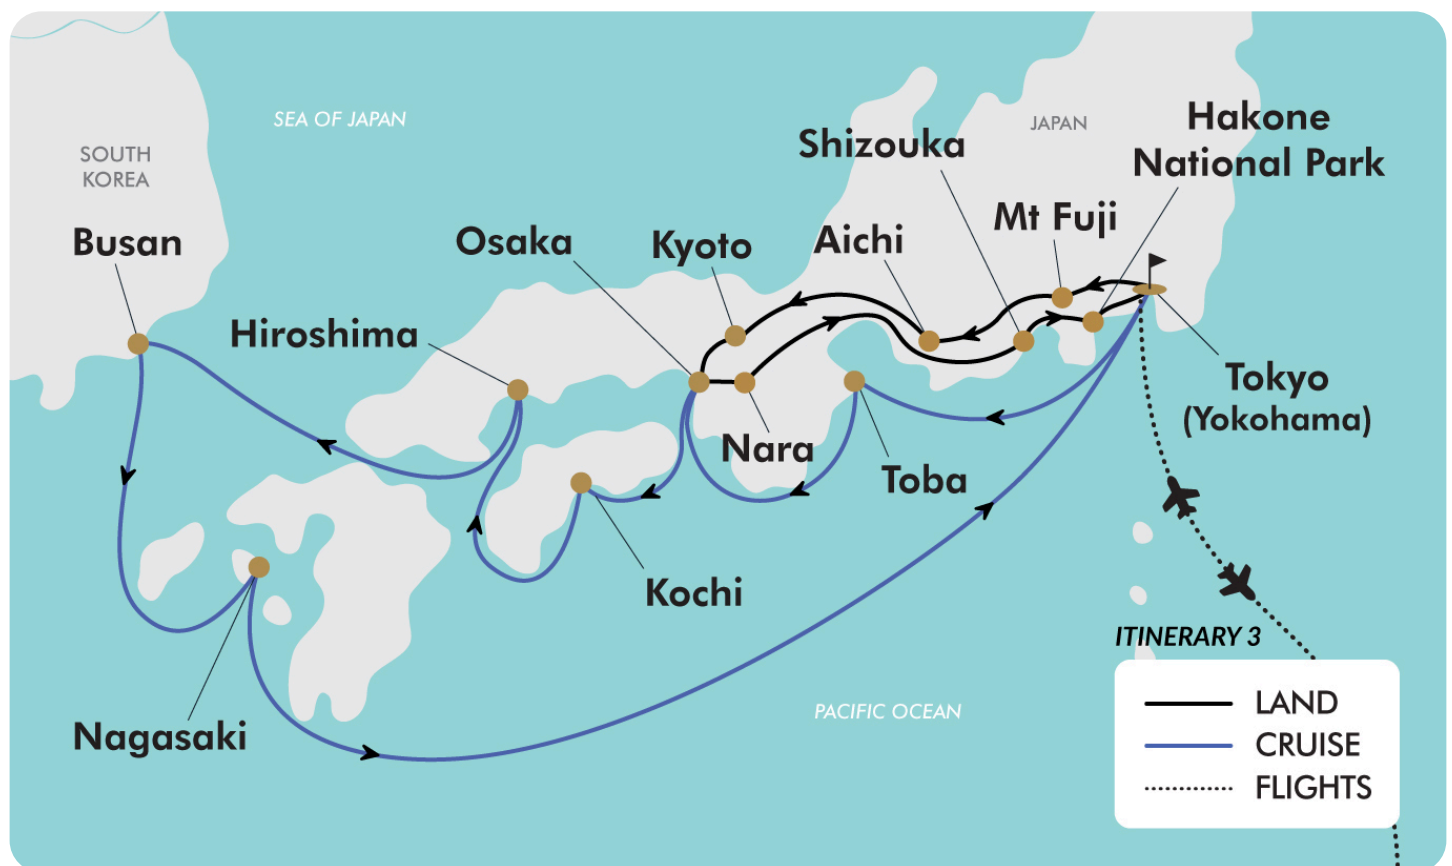 SEA OF JAPAN
SOUTH
KOREA
Busan
Hiroshima
Osaka
Kyoto
Aichi
Shizouka
JAPAN
Mt Fuji
Hakone
National Park
Tokyo
(Yokohama)
Nara
Toba
Kochi
Nagasaki
PACIFIC OCEAN
ITINERARY 3
LAND
CRUISE
FLIGHTS